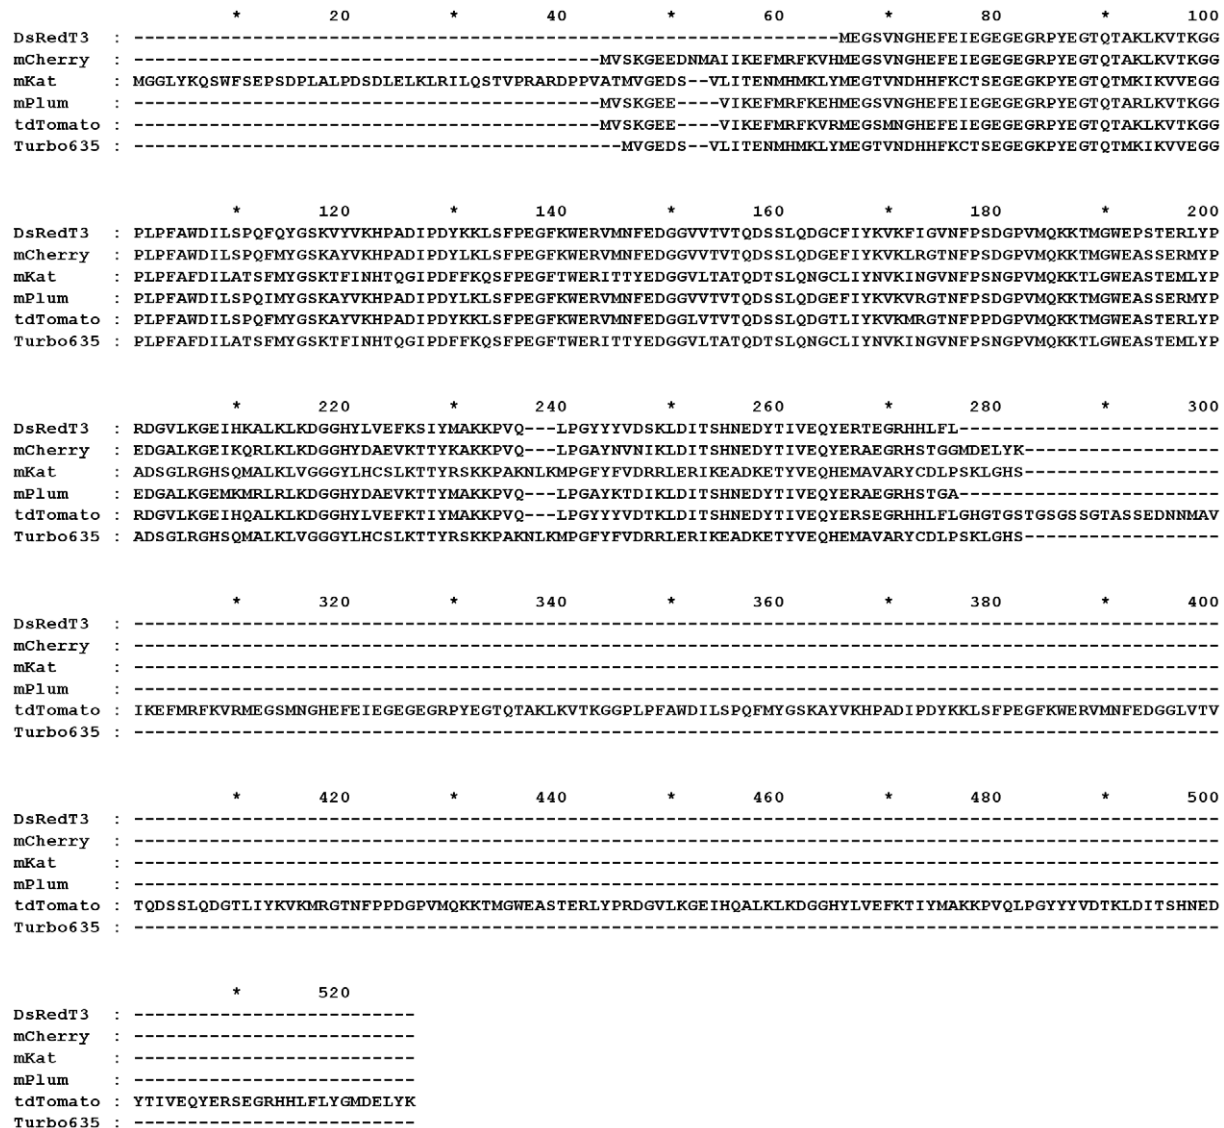 * 20 * 40 * 60 * 80 * 100
DsRedT3 : -----------------------------------------------------------------MEGSVNGHEFEIEGEGEGRPYEGTQTAKLKVTKGG
mCherry : -------------------------------------------MVSKGEEDNMAIIKEFMRFKVHMEGSVNGHEFEIEGEGEGRPYEGTQTAKLKVTKGG
mKat : MGGLYKQSWFSEPSDPLALPDSDLELKLRILQSTVPRARDPPVATMVGEDS--VLITENMHMKLYMEGTVNDHHFKCTSEGEGKPYEGTQTMKIKVVEGG
mPlum : -------------------------------------------MVSKGEE----VIKEFMRFKEHMEGSVNGHEFEIEGEGEGRPYEGTQTARLKVTKGG
tdTomato : -------------------------------------------MVSKGEE----VIKEFMRFKVRMEGSMNGHEFEIEGEGEGRPYEGTQTAKLKVTKGG
Turbo635 : ---------------------------------------------MVGEDS--VLITENMHMKLYMEGTVNDHHFKCTSEGEGKPYEGTQTMKIKVVEGG
* 120 * 140 * 160 * 180 * 200
DsRedT3 : PLPFAWDILSPQFQYGSKVYVKHPADIPDYKKLSFPEGFKWERVMNFEDGGVVTVTQDSSLQDGCFIYKVKFIGVNFPSDGPVMQKKTMGWEPSTERLYP
mCherry : PLPFAWDILSPQFMYGSKAYVKHPADIPDYLKLSFPEGFKWERVMNFEDGGVVTVTQDSSLQDGEFIYKVKLRGTNFPSDGPVMQKKTMGWEASSERMYP
mKat : PLPFAFDILATSFMYGSKTFINHTQGIPDFFKQSFPEGFTWERITTYEDGGVLTATQDTSLQNGCLIYNVKINGVNFPSNGPVMQKKTLGWEASTEMLYP
mPlum : PLPFAWDILSPQIMYGSKAYVKHPADIPDYLKLSFPEGFKWERVMNFEDGGVVTVTQDSSLQDGEFIYKVKVRGTNFPSDGPVMQKKTMGWEASSERMYP
tdTomato : PLPFAWDILSPQFMYGSKAYVKHPADIPDYKKLSFPEGFKWERVMNFEDGGLVTVTQDSSLQDGTLIYKVKMRGTNFPPDGPVMQKKTMGWEASTERLYP
Turbo635 : PLPFAFDILATSFMYGSKTFINHTQGIPDFFKQSFPEGFTWERITTYEDGGVLTATQDTSLQNGCLIYNVKINGVNFPSNGPVMQKKTLGWEASTEMLYP
* 220 * 240 * 260 * 280 * 300
DsRedT3 : RDGVLKGEIHKALKLKDGGHYLVEFKSIYMAKKPVQ---LPGYYYVDSKLDITSHNEDYTIVEQYERTEGRHHLFL------------------------
mCherry : EDGALKGEIKQRLKLKDGGHYDAEVKTTYKAKKPVQ---LPGAYNVNIKLDITSHNEDYTIVEQYERAEGRHSTGGMDELYK------------------
mKat : ADSGLRGHSQMALKLVGGGYLHCSLKTTYRSKKPAKNLKMPGFYFVDRRLERIKEADKETYVEQHEMAVARYCDLPSKLGHS------------------
mPlum : EDGALKGEMKMRLRLKDGGHYDAEVKTTYMAKKPVQ---LPGAYKTDIKLDITSHNEDYTIVEQYERAEGRHSTGA------------------------
tdTomato : RDGVLKGEIHQALKLKDGGHYLVEFKTIYMAKKPVQ---LPGYYYVDTKLDITSHNEDYTIVEQYERSEGRHHLFLGHGTGSTGSGSSGTASSEDNNMAV
Turbo635 : ADSGLRGHSQMALKLVGGGYLHCSLKTTYRSKKPAKNLKMPGFYFVDRRLERIKEADKETYVEQHEMAVARYCDLPSKLGHS------------------
* 320 * 340 * 360 * 380 * 400
DsRedT3 : ----------------------------------------------------------------------------------------------------
mCherry : ----------------------------------------------------------------------------------------------------
mKat : ----------------------------------------------------------------------------------------------------
mPlum : ----------------------------------------------------------------------------------------------------
tdTomato : IKEFMRFKVRMEGSMNGHEFEIEGEGEGRPYEGTQTAKLKVTKGGPLPFAWDILSPQFMYGSKAYVKHPADIPDYKKLSFPEGFKWERVMNFEDGGLVTV
Turbo635 : ----------------------------------------------------------------------------------------------------
* 420 * 440 * 460 * 480 * 500
DsRedT3 : ----------------------------------------------------------------------------------------------------
mCherry : ----------------------------------------------------------------------------------------------------
mKat : ----------------------------------------------------------------------------------------------------
mPlum : ----------------------------------------------------------------------------------------------------
tdTomato : TQDSSLQDGTLIYKVKMRGTNFPPDGPVMQKKTMGWEASTERLYPRDGVLKGEIHQALKLKDGGHYLVEFKTIYMAKKPVQLPGYYYVDTKLDITSHNED
Turbo635 : ----------------------------------------------------------------------------------------------------
* 520
DsRedT3 : --------------------------
mCherry : --------------------------
mKat : --------------------------
mPlum : --------------------------
tdTomato : YTIVEQYERSEGRHHLFLYGMDELYK
Turbo635 : --------------------------